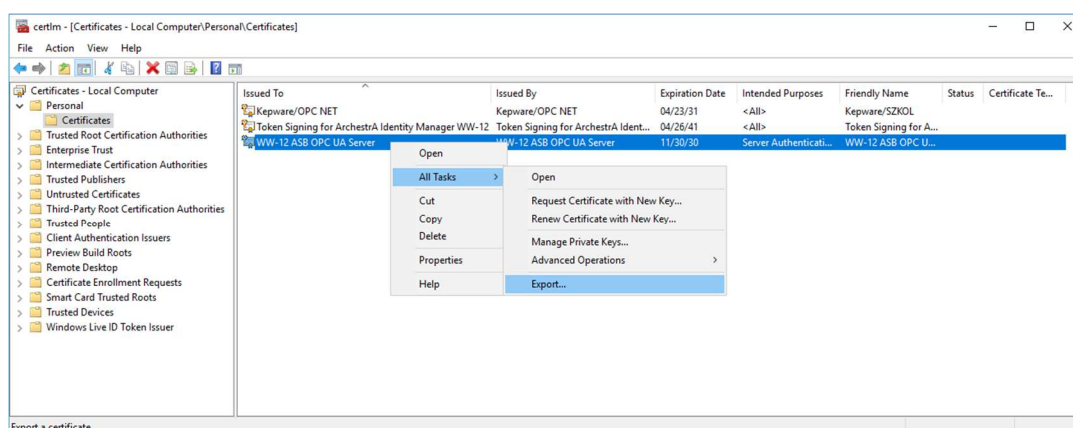 certlm - [Certificates - Local Computer\Personal\Certificates]
File Action View Help
Certificates - Local Computer
Personal
Certificates
Trusted Root Certification Authorities
Enterprise Trust
Intermediate Certification Authorities
Trusted Publishers
Untrusted Certificates
Third-Party Root Certification Authorities
Trusted People
Client Authentication Issuers
Preview Build Roots
Remote Desktop
Certificate Enrollment Requests
Smart Card Trusted Roots
Trusted Devices
Windows Live ID Token Issuer
Issued To Issued By Expiration Date Intended Purposes Friendly Name Status Certificate Te...
Kepware/OPC NET Kepware/OPC NET 04/23/31 <All> Kepware/SZKOL
Token Signing for ArchestrA Identity Manager WW-12 Token Signing for ArchestrA Ident... 04/26/41 <All> Token Signing for A...
WW-12 ASB OPC UA Server WW-12 ASB OPC UA Server 11/30/30 Server Authenticati... WW-12 ASB OPC U...
Open
All Tasks
Cut
Copy
Delete
Properties
Help
Open
Request Certificate with New Key...
Renew Certificate with New Key...
Manage Private Keys...
Advanced Operations
Export...
Export a certificate